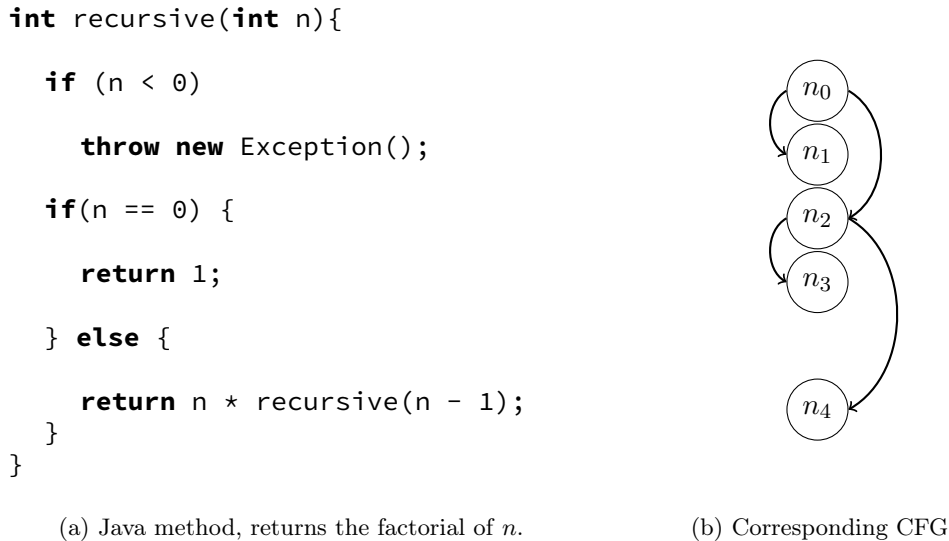 int recursive(int n){
if (n < 0)
throw new Exception();
if(n == 0) {
return 1;
} else {
return n * recursive(n - 1);
}
}
(a) Java method, returns the factorial of n.
n0
n1
n2
n3
n4
(b) Corresponding CFG